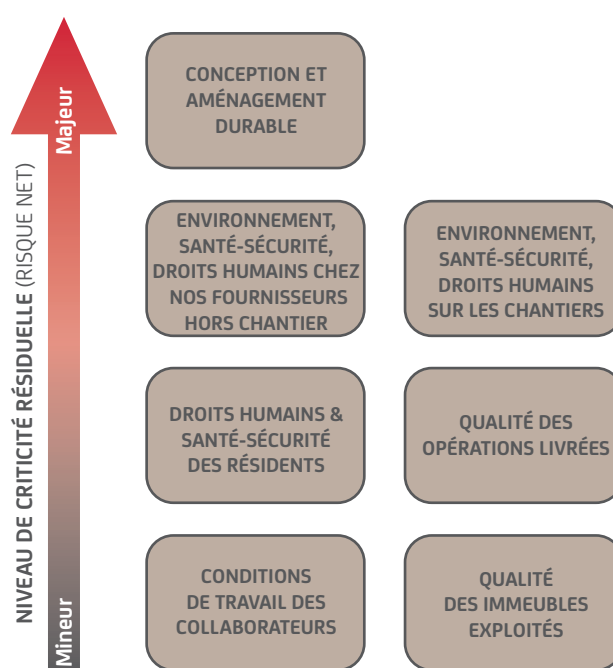 NIVEAU DE CRITICITÉ RÉSIDUELLE (RISQUE NET)
Majeur
Mineur
CONCEPTION ET
AMÉNAGEMENT
DURABLE
ENVIRONNEMENT,
SANTÉ-SÉCURITÉ,
DROITS HUMAINS CHEZ
NOS FOURNISSEURS
HORS CHANTIER
ENVIRONNEMENT,
SANTÉ-SÉCURITÉ,
DROITS HUMAINS
SUR LES CHANTIERS
DROITS HUMAINS &
SANTÉ-SÉCURITÉ
DES RÉSIDENTS
QUALITÉ DES
OPÉRATIONS LIVRÉES
CONDITIONS
DE TRAVAIL DES
COLLABORATEURS
QUALITÉ
DES IMMEUBLES
EXPLOITÉS